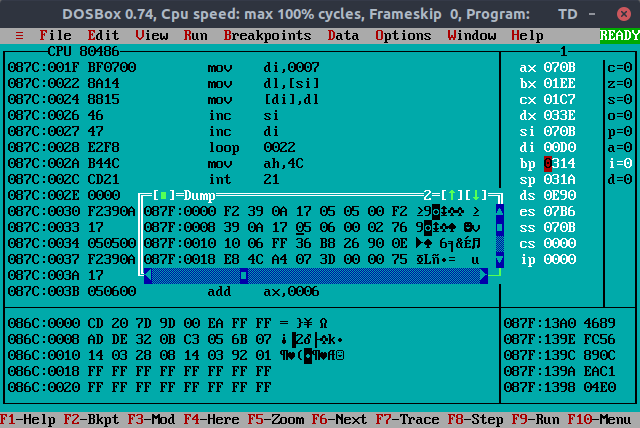 DOSBox 0.74, Cpu speed: max 100% cycles, Frameskip 0, Program: TD
≡ File Edit View Run Breakpoints Data Options Window Help READY
CPU 80486 1
087C:001F BF0700 mov di,0007 ax 070B c=0
087C:0022 8A14 mov dl,[si] bx 01EE z=0
087C:0024 8815 mov [di],dl cx 01C7 s=0
087C:0026 46 inc si dx 033E o=0
087C:0027 47 inc di si 070B p=0
087C:0028 E2F8 loop 0022 di 00D0 a=0
087C:002A B44C mov ah,4C bp 0314 i=0
087C:002C CD21 int 21 sp 031A d=0
087C:002E 0000 [■]=Dump 2=[↑][↓] ds 0E90
087C:0030 F2390A 087F:0000 F2 39 0A 17 05 05 00 F2 ≥9◙↨♣♣ ≥ es 07B6
087C:0033 17 087F:0008 39 0A 17 05 06 00 02 76 9◙↨♣♠ ☻v ss 070B
087C:0034 050500 087F:0010 10 06 FF 36 B8 26 90 0E ►♠ 6╕&É♫ cs 0000
087C:0037 F2390A 087F:0018 E8 4C A4 07 3D 00 00 75 ΦLñ•= u ip 0000
087C:003A 17
087C:003B 050600 add ax,0006
086C:0000 CD 20 7D 9D 00 EA FF FF = }¥ Ω 087F:13A0 4689
086C:0008 AD DE 32 0B C3 05 6B 07 ¡▐2♂├♣k• 087F:139E FC56
086C:0010 14 03 28 08 14 03 92 01 ¶♥(◘¶♥Æ☺ 087F:139C 890C
086C:0018 FF FF FF FF FF FF FF FF 087F:139A EAC1
086C:0020 FF FF FF FF FF FF FF FF 087F:1398 04E0
F1-Help F2-Bkpt F3-Mod F4-Here F5-Zoom F6-Next F7-Trace F8-Step F9-Run F10-Menu